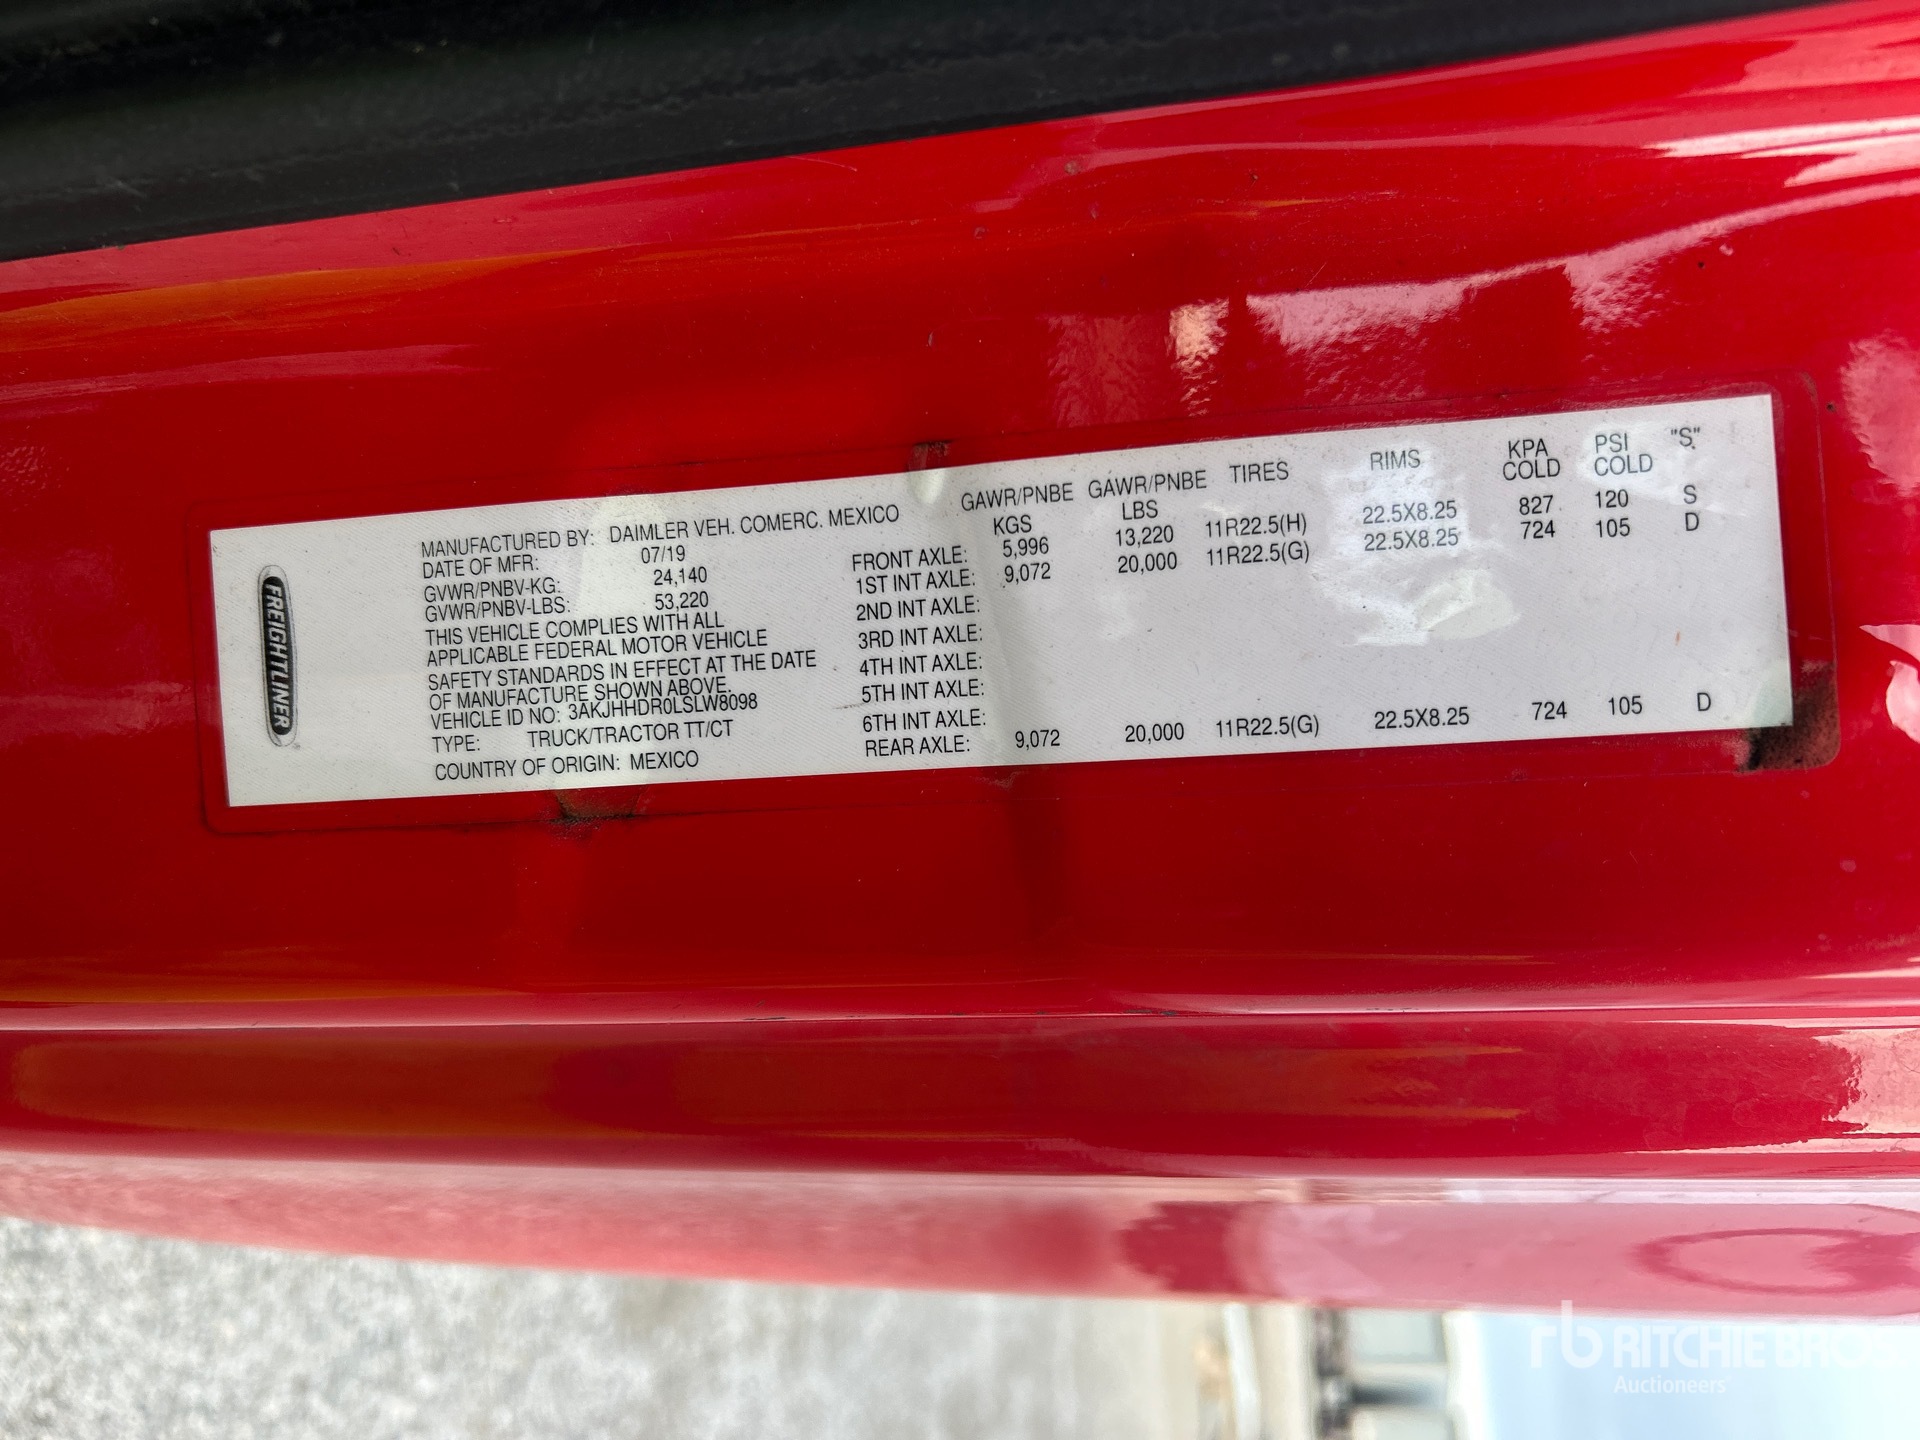 FREIGHTLINER
MANUFACTURED BY: DAIMLER VEH. COMERC. MEXICO
DATE OF MFR: 07/19
GVWR/PNBV-KG: 24,140
GVWR/PNBV-LBS: 53,220
THIS VEHICLE COMPLIES WITH ALL
APPLICABLE FEDERAL MOTOR VEHICLE
SAFETY STANDARDS IN EFFECT AT THE DATE
OF MANUFACTURE SHOWN ABOVE.
VEHICLE ID NO: 3AKJHHDR0LSLW8098
TYPE: TRUCK/TRACTOR TT/CT
COUNTRY OF ORIGIN: MEXICO
GAWR/PNBE GAWR/PNBE TIRES RIMS KPA PSI "S"
KGS LBS COLD COLD
FRONT AXLE: 5,996 13,220 11R22.5(H) 22.5X8.25 827 120 S
1ST INT AXLE: 9,072 20,000 11R22.5(G) 22.5X8.25 724 105 D
2ND INT AXLE:
3RD INT AXLE:
4TH INT AXLE:
5TH INT AXLE:
6TH INT AXLE:
REAR AXLE: 9,072 20,000 11R22.5(G) 22.5X8.25 724 105 D
rb RITCHIE BROS.
Auctioneers